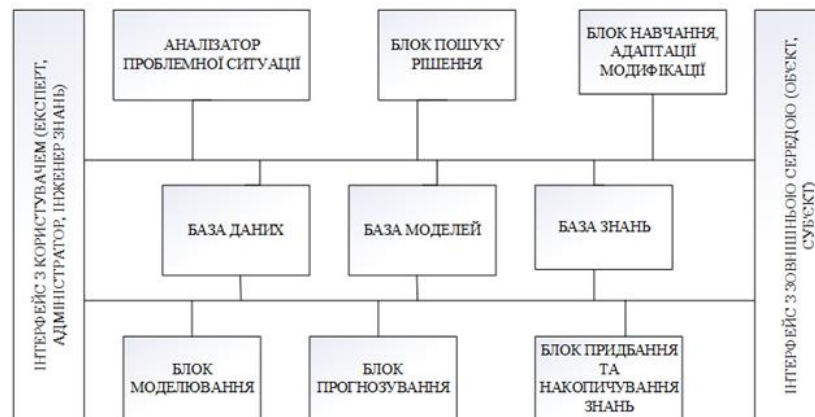 ІНТЕРФЕЙС З КОРИСТУВАЧЕМ (ЕКСПЕРТ,
АДМІНІСТРАТОР, ІНЖЕНЕР ЗНАНЬ)
АНАЛІЗАТОР
ПРОБЛЕМНОЇ СИТУАЦІЇ
БЛОК ПОШУКУ
РІШЕННЯ
БЛОК НАВЧАННЯ,
АДАПТАЦІЇ
МОДИФІКАЦІЇ
БАЗА ДАНИХ
БАЗА МОДЕЛЕЙ
БАЗА ЗНАНЬ
БЛОК
МОДЕЛЮВАННЯ
БЛОК
ПРОГНОЗУВАННЯ
БЛОК ПРИДБАННЯ
ТА
НАКОПИЧУВАННЯ
ЗНАНЬ
ІНТЕРФЕЙС З ЗОВНІШНЬОЮ СЕРЕДОЮ (ОБ'ЄКТ,
СУБ'ЄКТ)